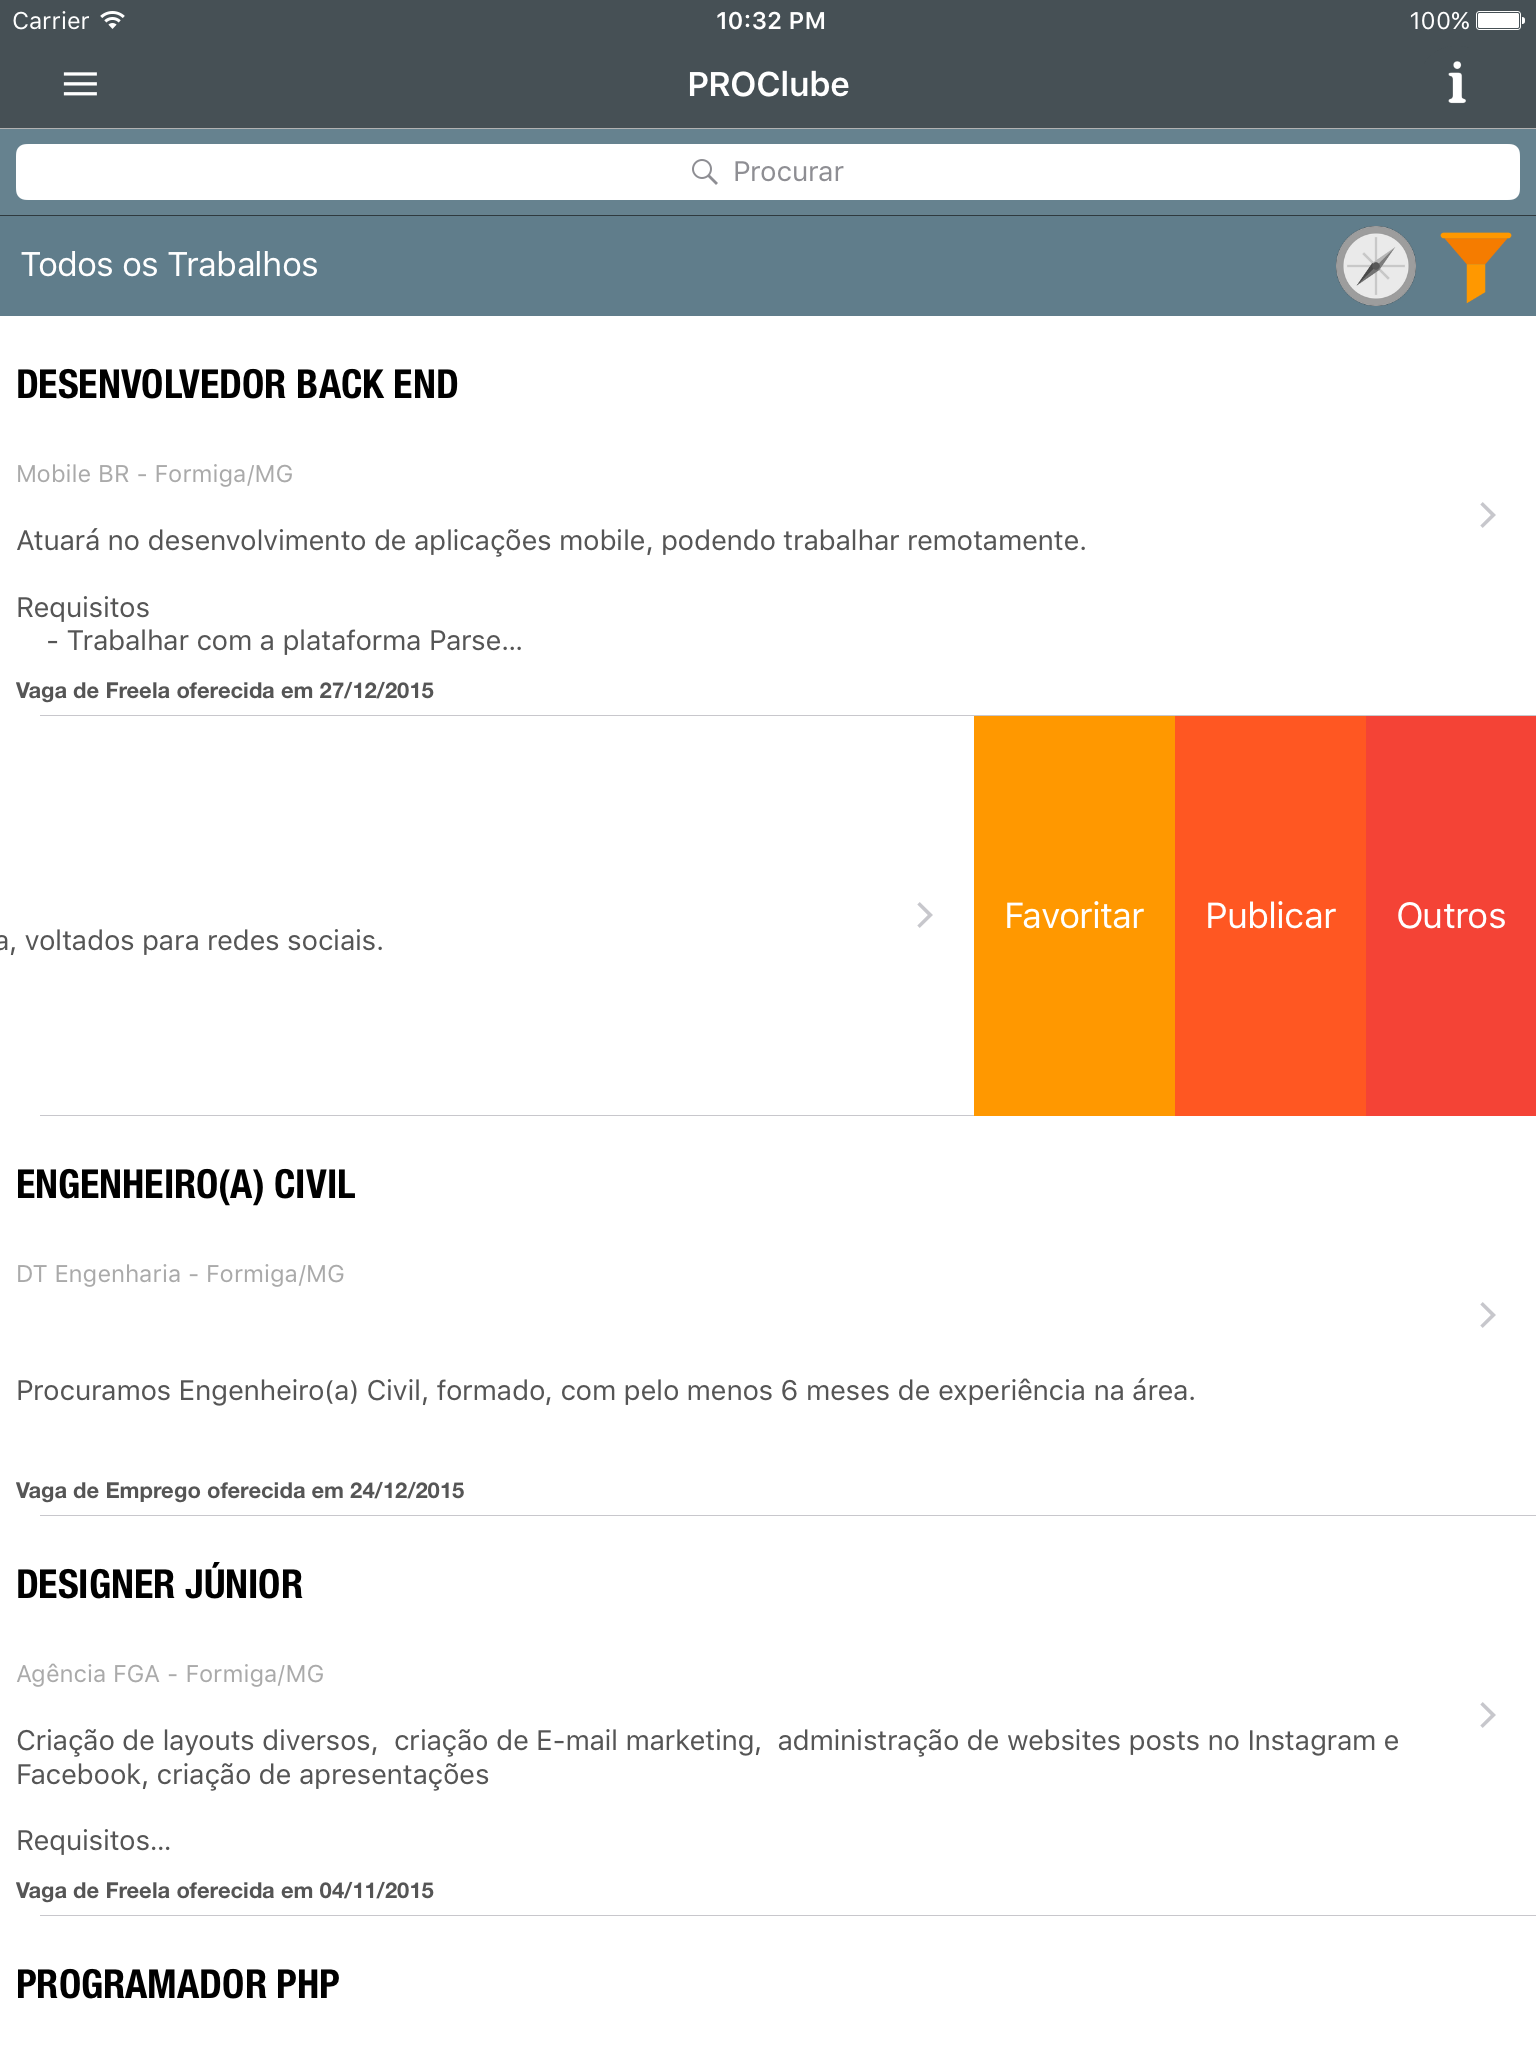 Carrier 10:32 PM 100%
PROClube
Procurar
Todos os Trabalhos
DESENVOLVEDOR BACK END
Mobile BR - Formiga/MG
Atuará no desenvolvimento de aplicações mobile, podendo trabalhar remotamente.
Requisitos
- Trabalhar com a plataforma Parse...
Vaga de Freela oferecida em 27/12/2015
a, voltados para redes sociais.
Favoritar Publicar Outros
ENGENHEIRO(A) CIVIL
DT Engenharia - Formiga/MG
Procuramos Engenheiro(a) Civil, formado, com pelo menos 6 meses de experiência na área.
Vaga de Emprego oferecida em 24/12/2015
DESIGNER JÚNIOR
Agência FGA - Formiga/MG
Criação de layouts diversos,  criação de E-mail marketing,  administração de websites posts no Instagram e
Facebook, criação de apresentações
Requisitos...
Vaga de Freela oferecida em 04/11/2015
PROGRAMADOR PHP